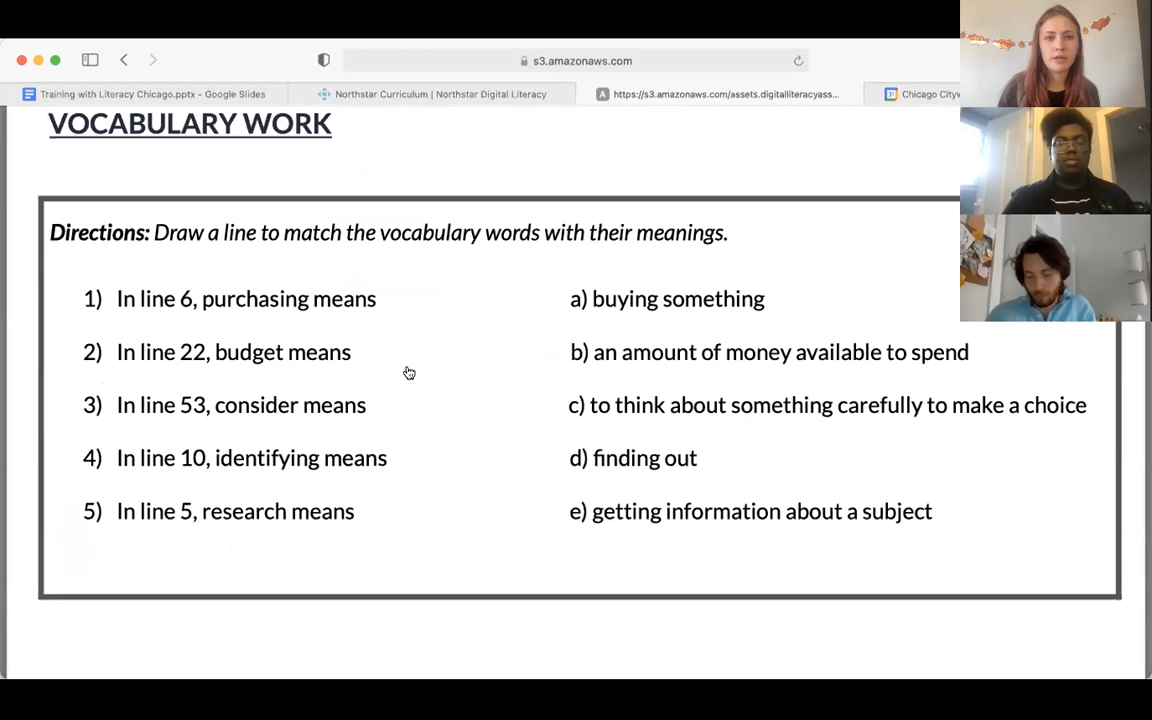 s3.amazonaws.com
Training with Literacy Chicago.pptx - Google Slides
Northstar Curriculum | Northstar Digital Literacy
https://s3.amazonaws.com/assets.digitalliteracyass...
Chicago Cityw
VOCABULARY WORK
Directions: Draw a line to match the vocabulary words with their meanings.
1) In line 6, purchasing means
a) buying something
2) In line 22, budget means
b) an amount of money available to spend
3) In line 53, consider means
c) to think about something carefully to make a choice
4) In line 10, identifying means
d) finding out
5) In line 5, research means
e) getting information about a subject